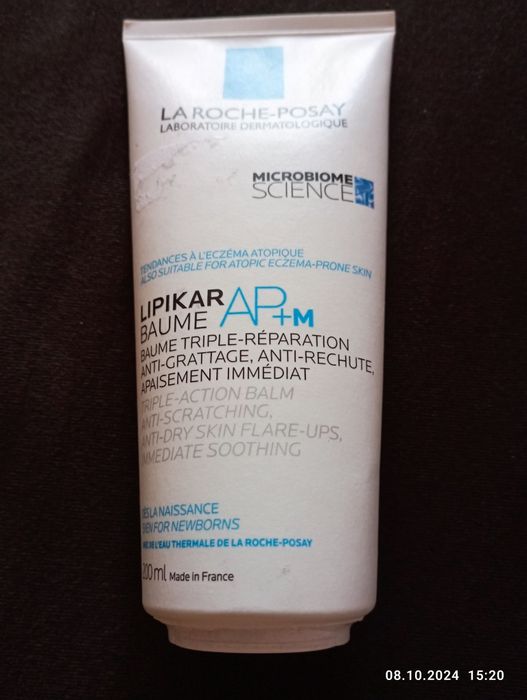 LA ROCHE-POSAY
LABORATOIRE DERMATOLOGIQUE
MICROBIOME
SCIENCE
TENDANCES À L'ECZÉMA ATOPIQUE
ALSO SUITABLE FOR ATOPIC ECZEMA-PRONE SKIN
LIPIKAR
BAUME AP+M
BAUME TRIPLE-RÉPARATION
ANTI-GRATTAGE, ANTI-RECHUTE,
APAISEMENT IMMÉDIAT
TRIPLE-ACTION BALM
ANTI-SCRATCHING,
ANTI-DRY SKIN FLARE-UPS,
IMMEDIATE SOOTHING
DÈS LA NAISSANCE
EVEN FOR NEWBORNS
DE L'EAU THERMALE DE LA ROCHE-POSAY
200ml Made in France
08.10.2024 15:20